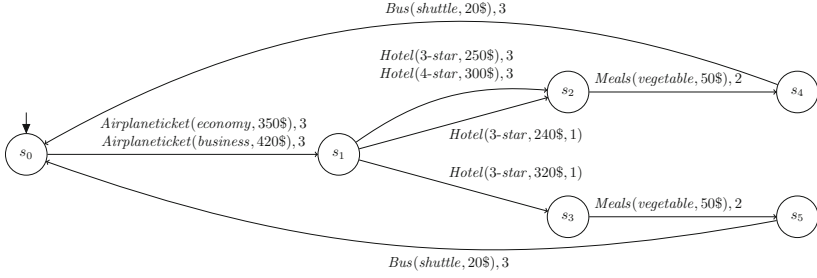 Bus(shuttle, 20$), 3
Hotel(3-star, 250$), 3
Hotel(4-star, 300$), 3
s2
Meals(vegetable, 50$), 2
s4
Airplaneticket(economy, 350$), 3
Airplaneticket(business, 420$), 3
s0
s1
Hotel(3-star, 240$, 1)
Hotel(3-star, 320$, 1)
s3
Meals(vegetable, 50$), 2
s5
Bus(shuttle, 20$), 3